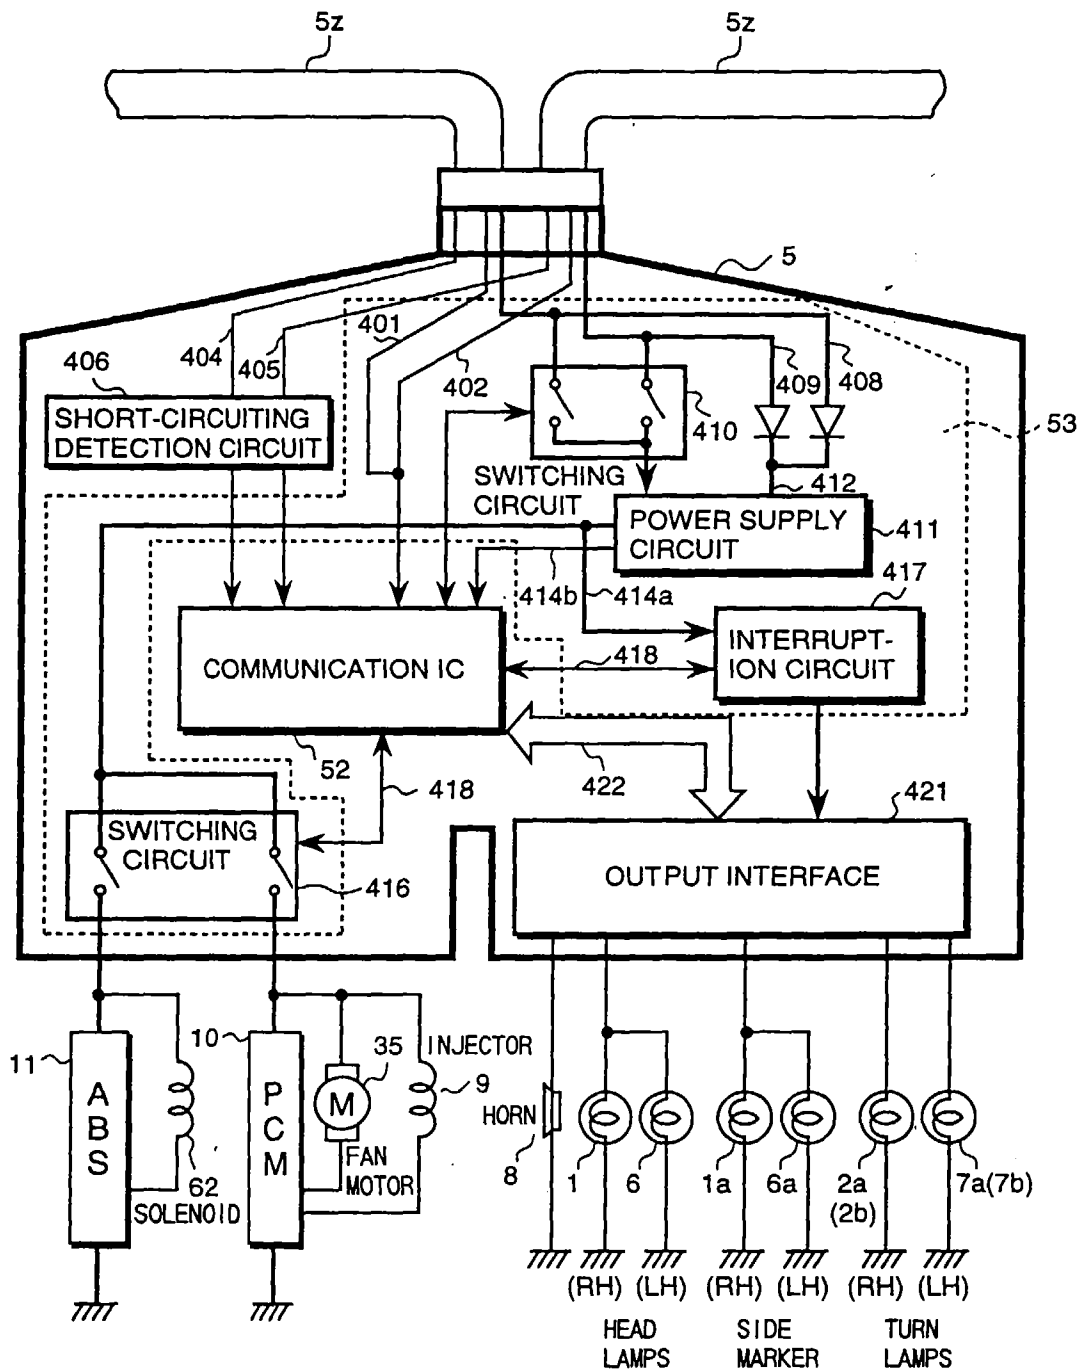 5z
5z
5
401
404
405
402
406
SHORT-CIRCUITING
DETECTION CIRCUIT
409
408
410
53
SWITCHING
CIRCUIT
412
POWER SUPPLY
CIRCUIT
411
414b
414a
417
COMMUNICATION IC
418
INTERRUPT-
ION CIRCUIT
52
418
422
421
SWITCHING
CIRCUIT
416
OUTPUT INTERFACE
11
ABS
62
SOLENOID
10
PCM
35
M
FAN
MOTOR
INJECTOR
9
HORN
8
1
6
1a
6a
2a
(2b)
7a(7b)
(RH)
(LH)
(RH)
(LH)
(RH)
(LH)
HEAD
LAMPS
SIDE
MARKER
TURN
LAMPS